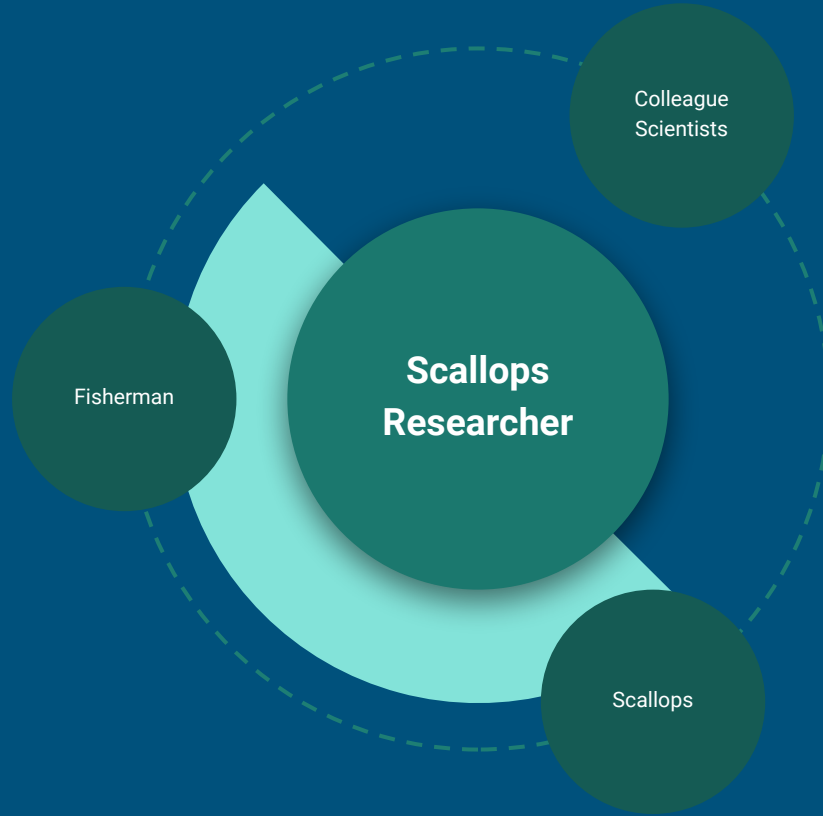 Colleague
Scientists
Scallops
Researcher
Fisherman
Scallops